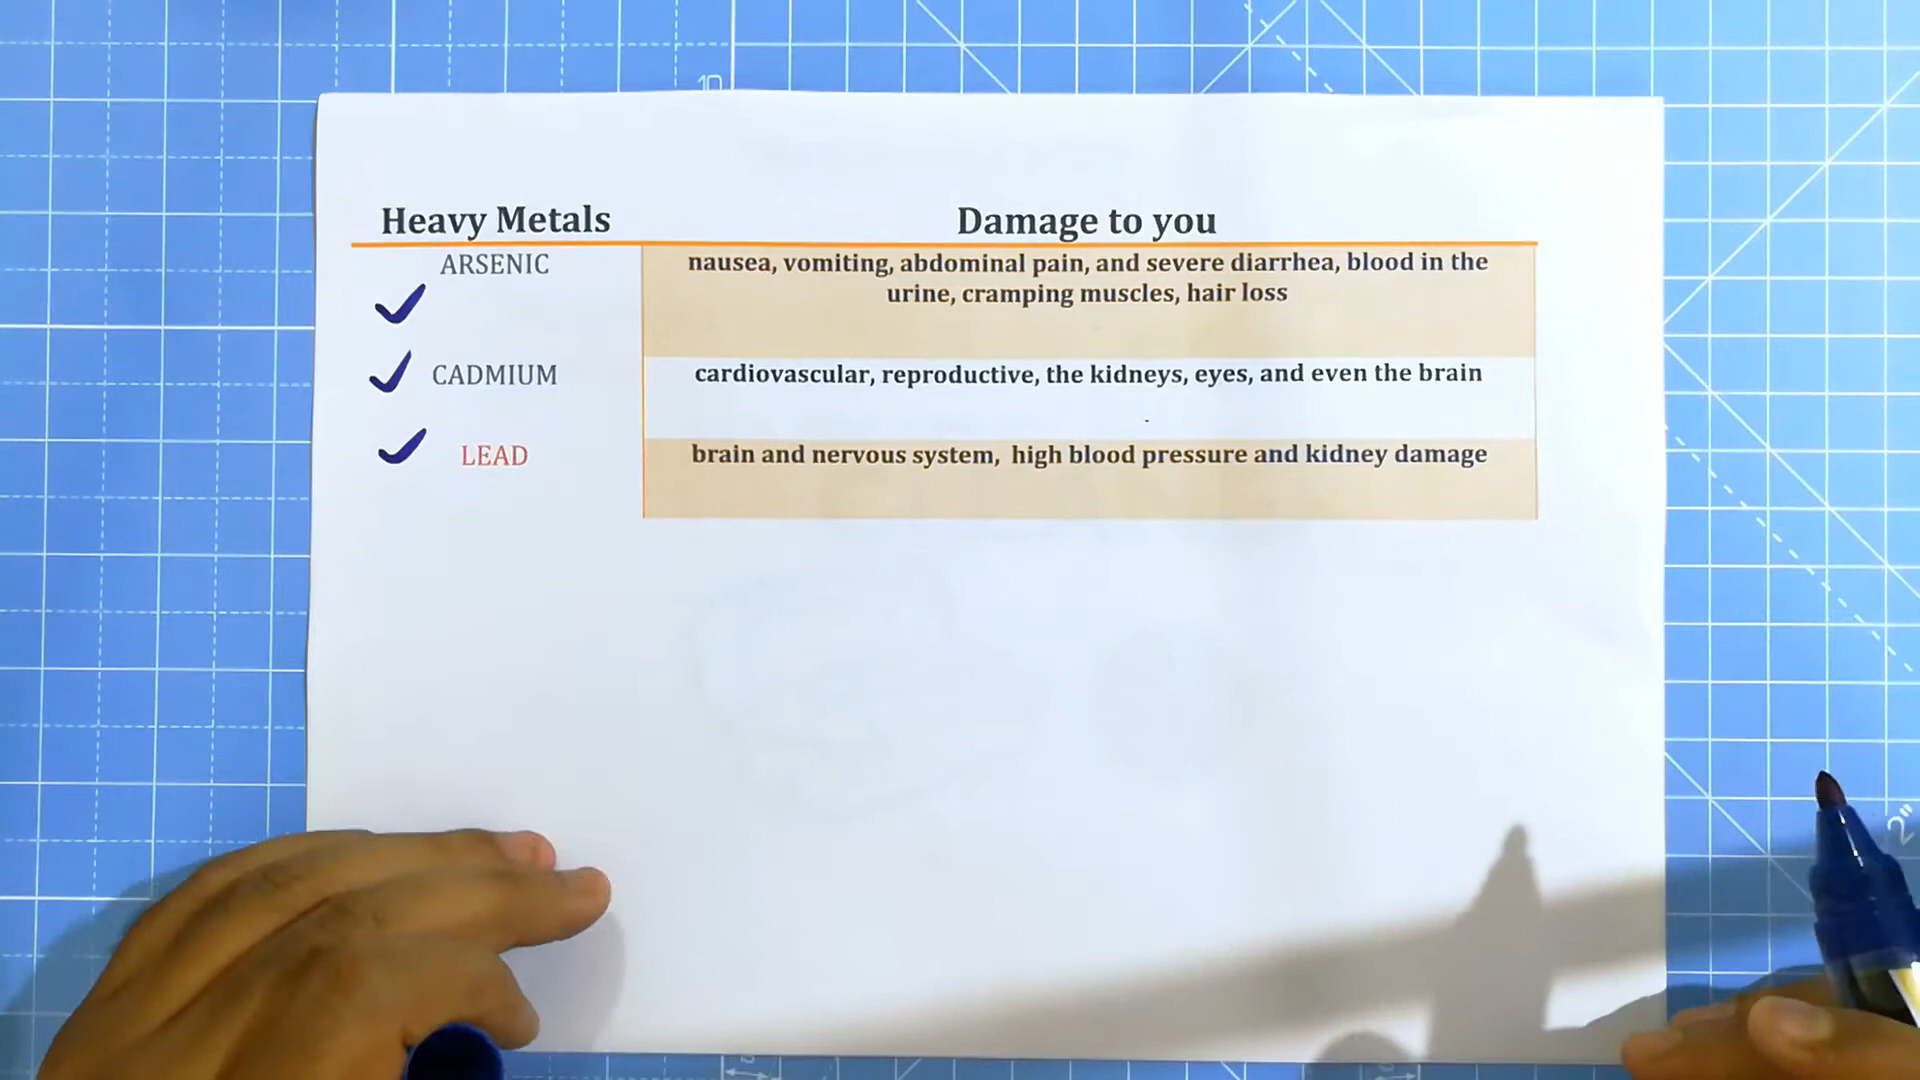 10
Heavy Metals Damage to you
ARSENIC nausea, vomiting, abdominal pain, and severe diarrhea, blood in the
urine, cramping muscles, hair loss
CADMIUM cardiovascular, reproductive, the kidneys, eyes, and even the brain
LEAD brain and nervous system, high blood pressure and kidney damage
2"